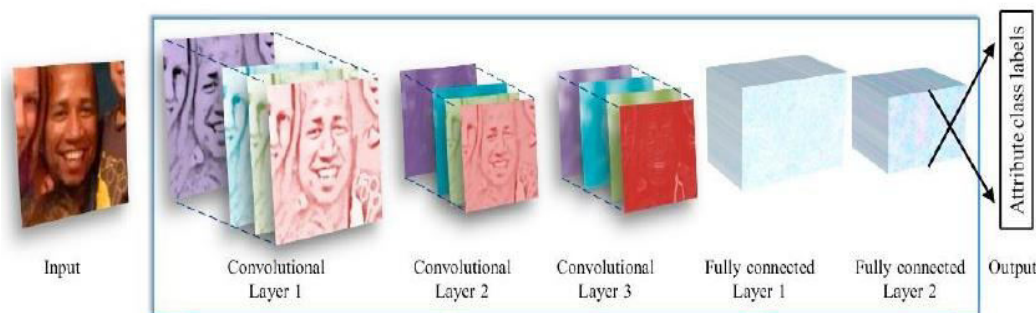 Input
Convolutional
Layer 1
Convolutional
Layer 2
Convolutional
Layer 3
Fully connected
Layer 1
Fully connected
Layer 2
Output
Attribute class labels